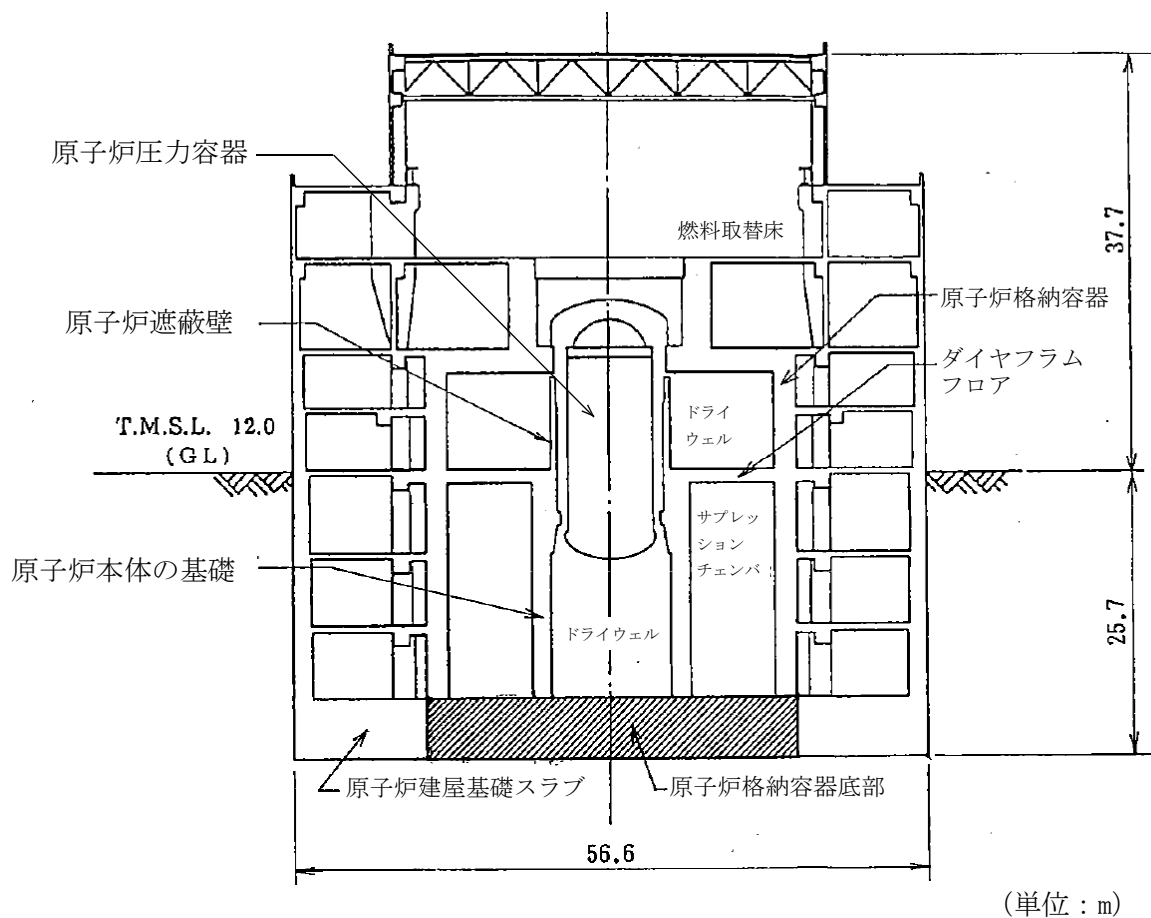 原子炉圧力容器
燃料取替床
37.7
原子炉格納容器
原子炉遮蔽壁
ダイヤフラム
フロア
ドライ
ウェル
T.M.S.L. 12.0
(GL)
サプレッ
ション
チェンバ
原子炉本体の基礎
ドライウェル
25.7
原子炉建屋基礎スラブ
原子炉格納容器底部
56.6
(単位：m)